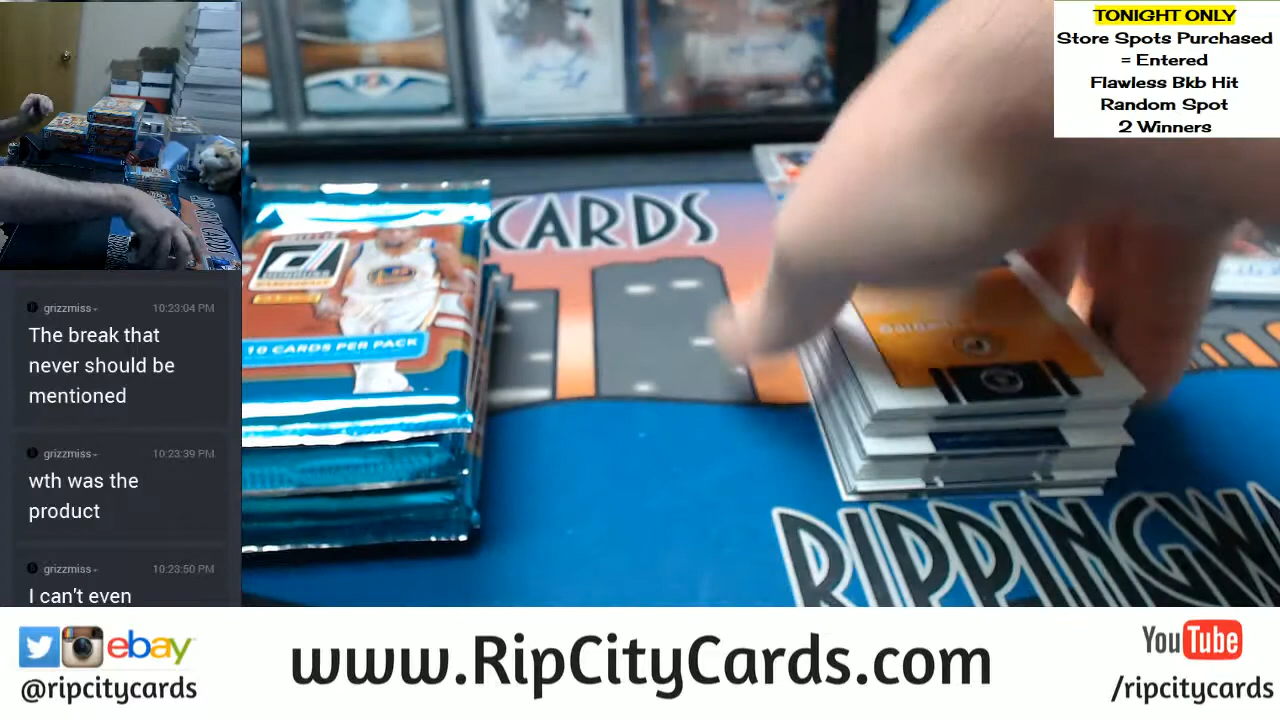 TONIGHT ONLY
Store Spots Purchased
= Entered
Flawless Bkb Hit
Random Spot
2 Winners
CARDS
10 CARDS PER PACK
RIPPINGW
grizzmiss 10:23:04 PM
The break that
never should be
mentioned
grizzmiss 10:23:39 PM
wth was the
product
grizzmiss 10:23:50 PM
I can't even
ebay
@ripcitycards
www.RipCityCards.com
YouTube
/ripcitycards